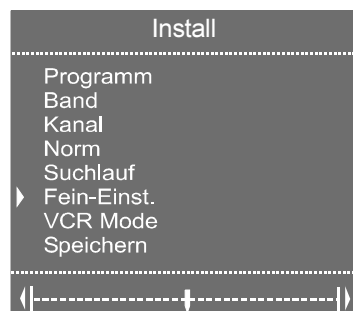 Install
Programm
Band
Kanal
Norm
Suchlauf
Fein-Einst.
VCR Mode
Speichern